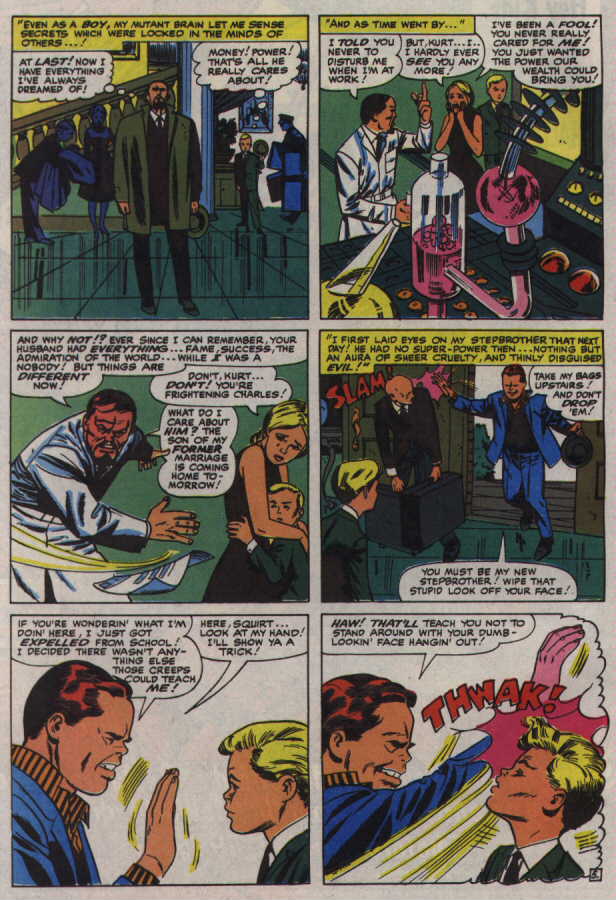 "EVEN AS A BOY, MY MUTANT BRAIN LET ME SENSE
SECRETS WHICH WERE LOCKED IN THE MINDS OF
OTHERS....!
AT LAST! NOW I
HAVE EVERYTHING
I'VE ALWAYS
DREAMED OF!
MONEY! POWER!
THAT'S ALL HE
REALLY CARES
ABOUT!
"AND AS TIME WENT BY..."
I TOLD YOU
NEVER TO
DISTURB ME
WHEN I'M AT
WORK!
BUT, KURT...I..
I HARDLY EVER
SEE YOU ANY
MORE!
I'VE BEEN A FOOL!
YOU NEVER REALLY
CARED FOR ME!
YOU JUST WANTED
THE POWER OUR
WEALTH COULD
BRING YOU!
AND WHY NOT!? EVER SINCE I CAN REMEMBER, YOUR
HUSBAND HAD EVERYTHING...FAME, SUCCESS, THE
ADMIRATION OF THE WORLD...WHILE I WAS A
NOBODY! BUT THINGS ARE
DIFFERENT
NOW!
DON'T, KURT...
DON'T! YOU'RE
FRIGHTENING CHARLES!
WHAT DO I
CARE ABOUT
HIM? THE
SON OF MY
FORMER
MARRIAGE
IS COMING
HOME TO-
MORROW!
"I FIRST LAID EYES ON MY STEPBROTHER THAT NEXT
DAY! HE HAD NO SUPER-POWER THEN...NOTHING BUT
AN AURA OF SHEER CRUELTY, AND THINLY DISGUISED
EVIL!"
SLAM!
TAKE MY BAGS
UPSTAIRS!
AND DON'T
DROP
'EM!
YOU MUST BE MY NEW
STEPBROTHER! WIPE THAT
STUPID LOOK OFF YOUR FACE!
IF YOU'RE WONDERIN' WHAT I'M
DOIN' HERE, I JUST GOT
EXPELLED FROM SCHOOL!
I DECIDED THERE WASN'T ANY-
THING ELSE
THOSE CREEPS
COULD TEACH
ME!
HERE, SQUIRT...
LOOK AT MY HAND!
I'LL SHOW YA A
TRICK!
HAW! THAT'LL TEACH YOU NOT TO
STAND AROUND WITH YOUR DUMB-
LOOKIN' FACE HANGIN' OUT!
THWAK!